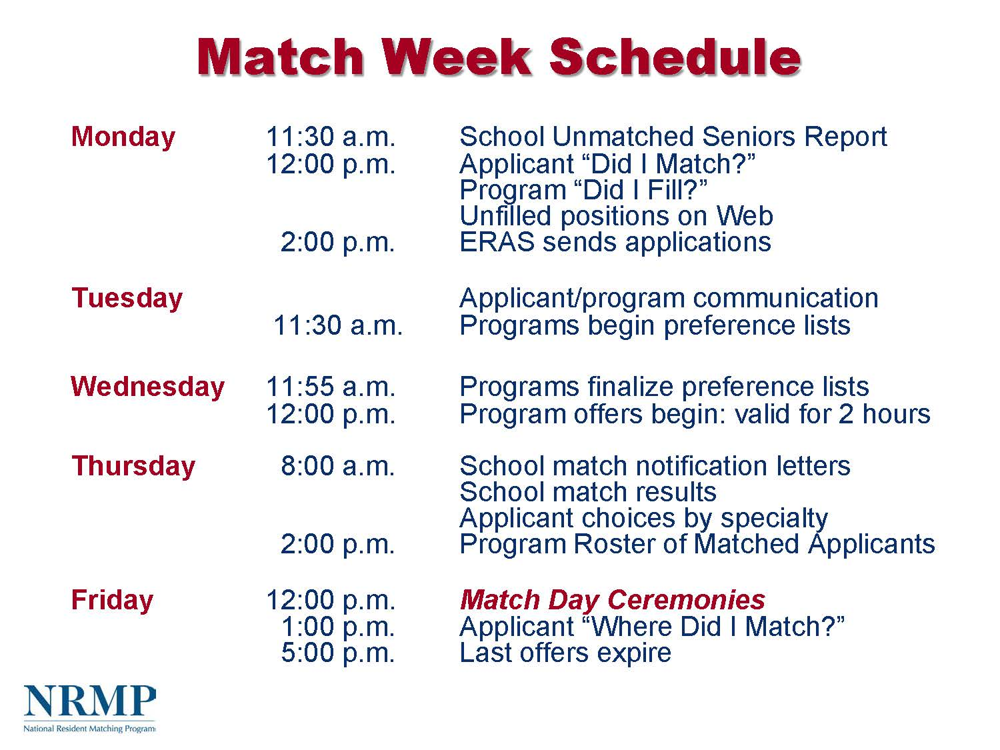 Match Week Schedule
Monday 11:30 a.m. School Unmatched Seniors Report
12:00 p.m. Applicant “Did I Match?”
Program “Did I Fill?”
Unfilled positions on Web
2:00 p.m. ERAS sends applications
Tuesday Applicant/program communication
11:30 a.m. Programs begin preference lists
Wednesday 11:55 a.m. Programs finalize preference lists
12:00 p.m. Program offers begin: valid for 2 hours
Thursday 8:00 a.m. School match notification letters
School match results
Applicant choices by specialty
2:00 p.m. Program Roster of Matched Applicants
Friday 12:00 p.m. Match Day Ceremonies
1:00 p.m. Applicant “Where Did I Match?”
5:00 p.m. Last offers expire
NRMP
National Resident Matching Program